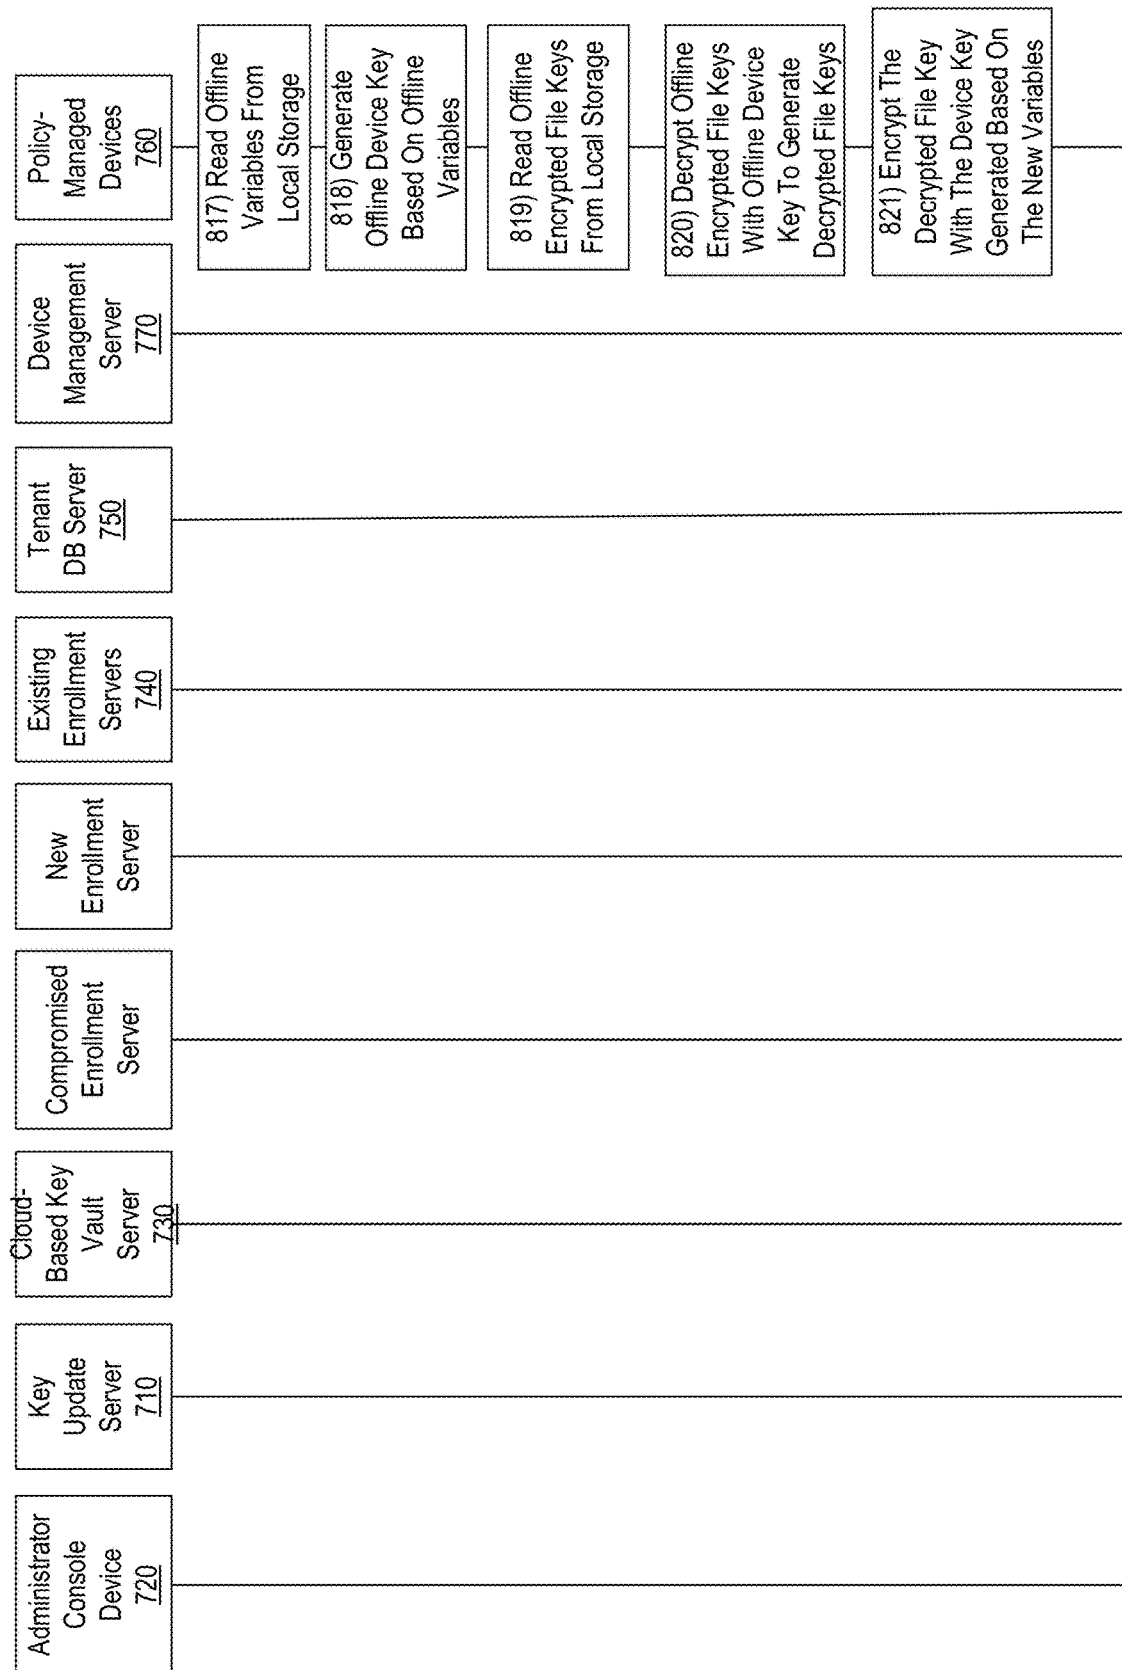 Administrator
Console
Device
720
Key
Update
Server
710
Cloud-
Based Key
Vault
Server
730
Compromised
Enrollment
Server
New
Enrollment
Server
Existing
Enrollment
Servers
740
Tenant
DB Server
750
Device
Management
Server
770
Policy-
Managed
Devices
760
817) Read Offline
Variables From
Local Storage
818) Generate
Offline Device Key
Based On Offline
Variables
819) Read Offline
Encrypted File Keys
From Local Storage
820) Decrypt Offline
Encrypted File Keys
With Offline Device
Key To Generate
Decrypted File Keys
821) Encrypt The
Decrypted File Key
With The Device Key
Generated Based On
The New Variables